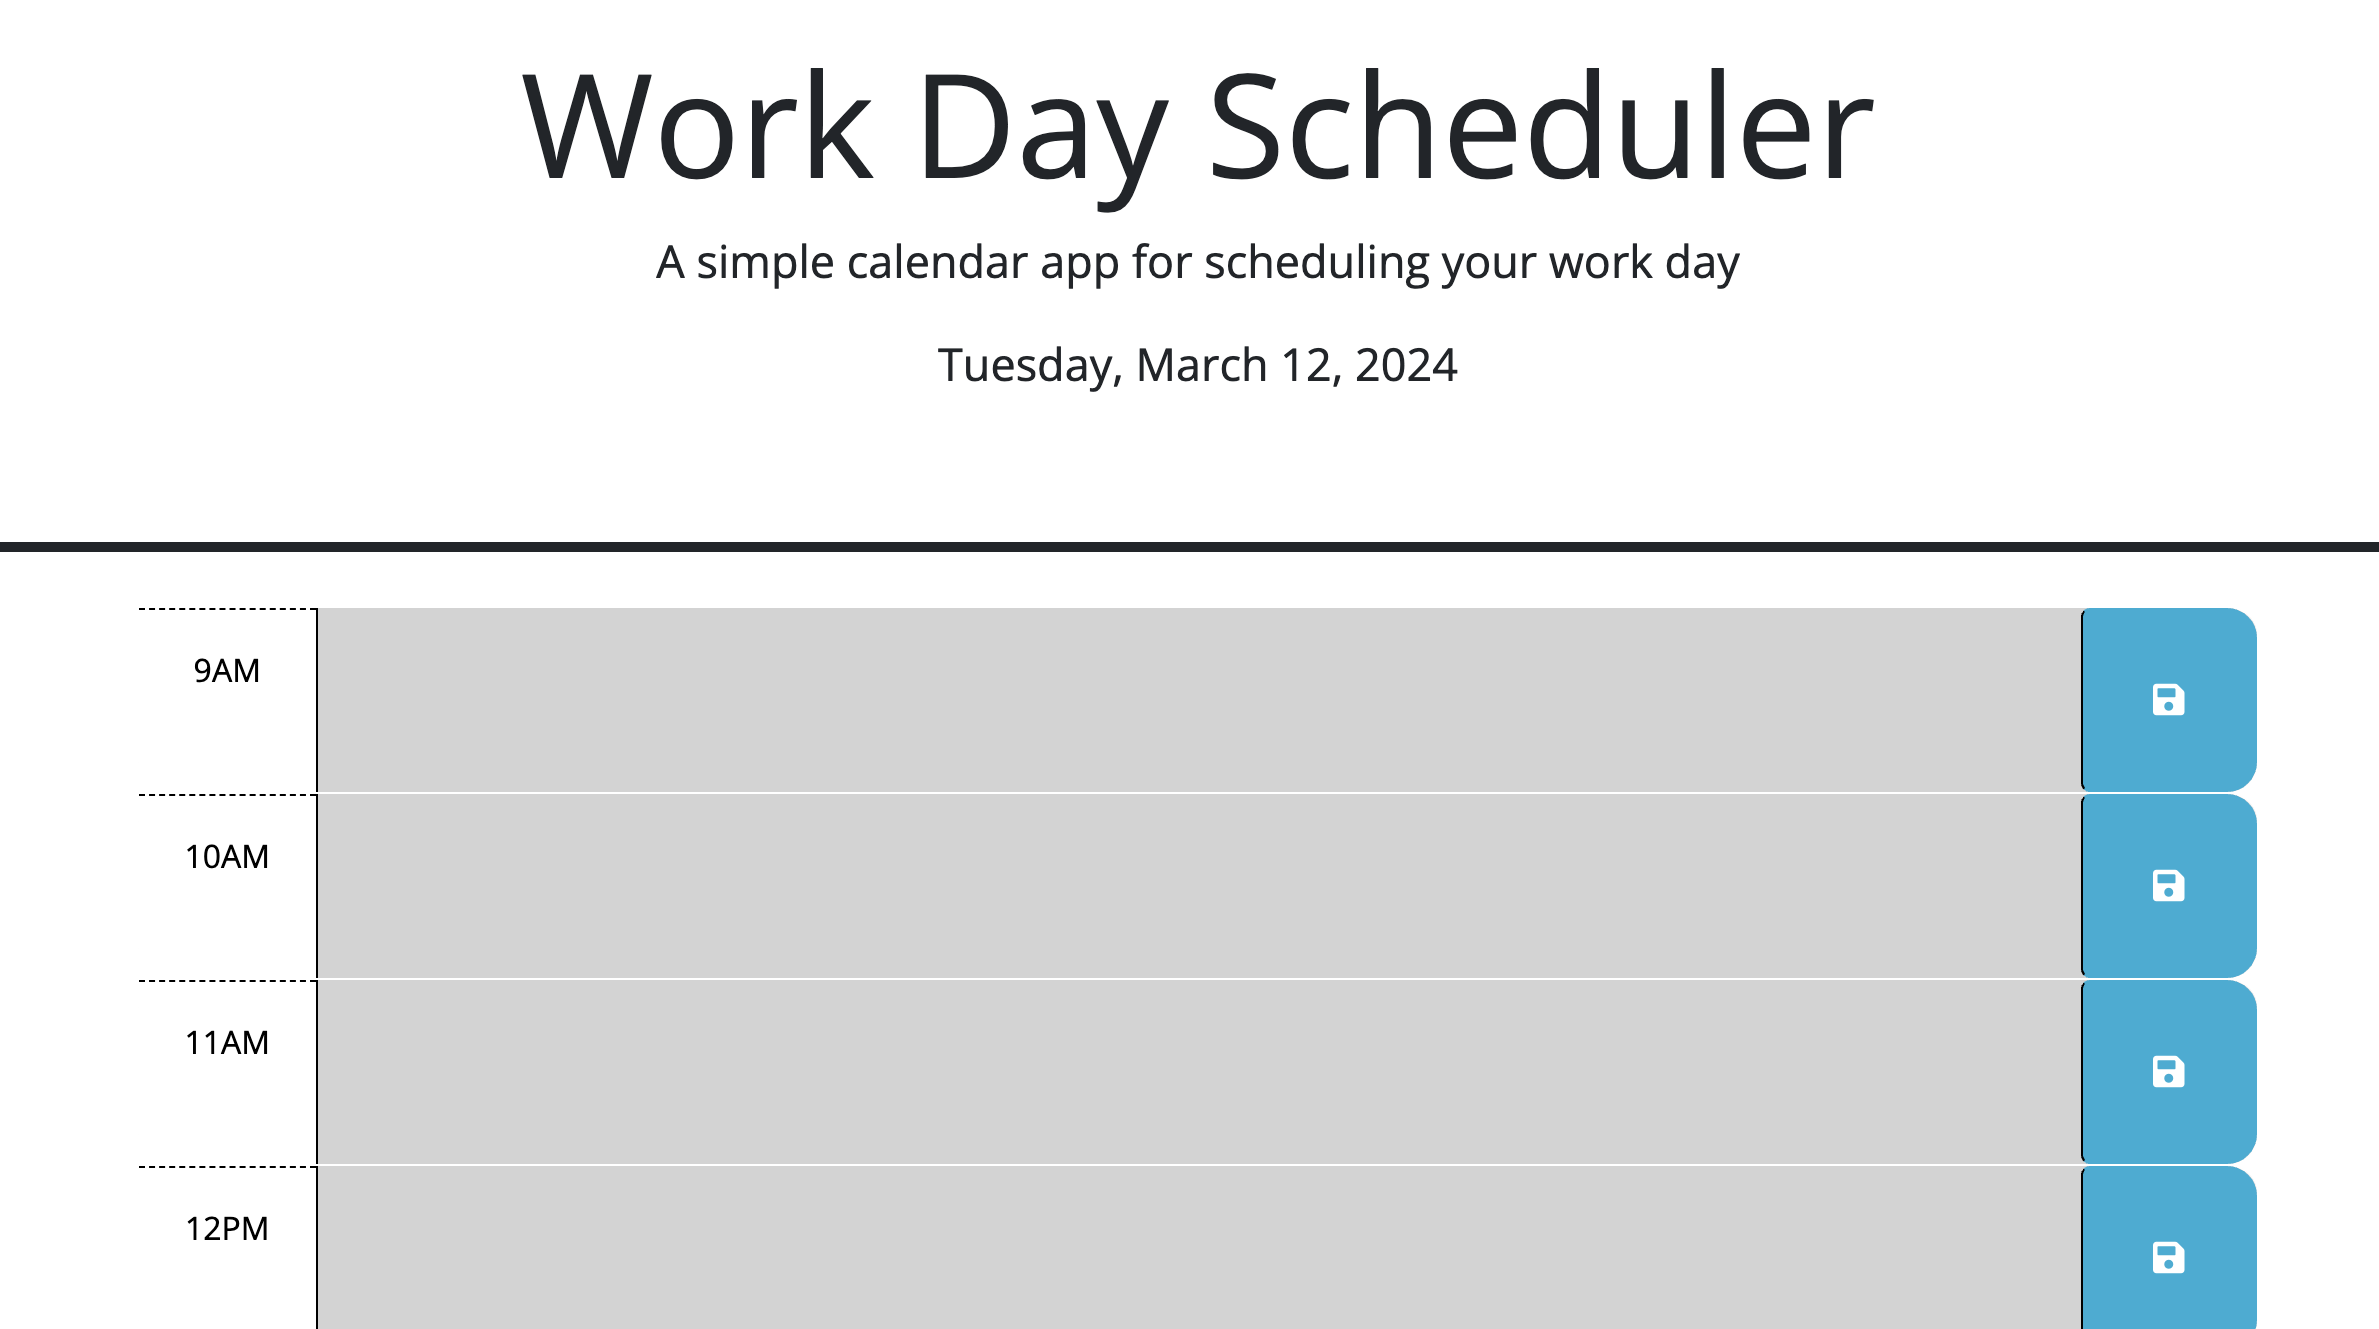 Work Day Scheduler
A simple calendar app for scheduling your work day
Tuesday, March 12, 2024
9AM
10AM
11AM
12PM